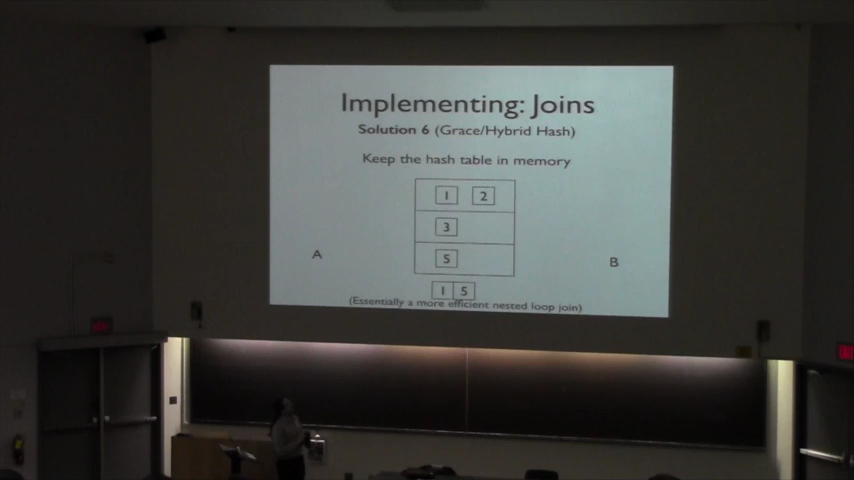 Implementing: Joins
Solution 6 (Grace/Hybrid Hash)
Keep the hash table in memory
1 2
3
5
A
B
1 5
(Essentially a more efficient nested loop join)